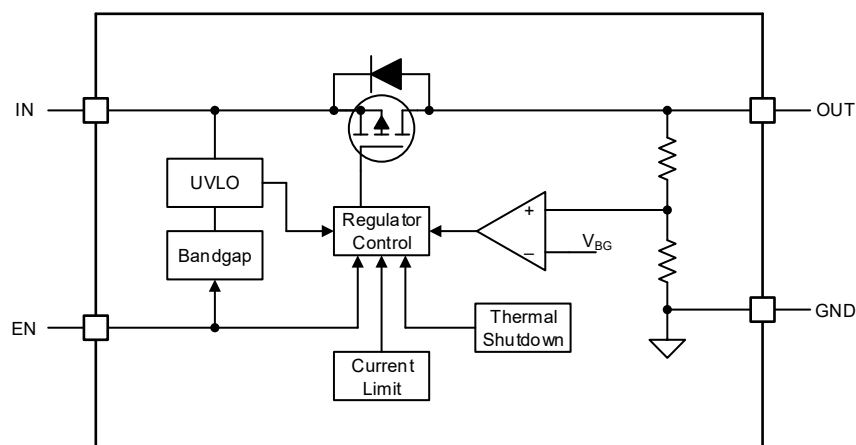 IN
OUT
UVLO
Regulator
Control
+
–
V_BG
Bandgap
EN
GND
Thermal
Shutdown
Current
Limit